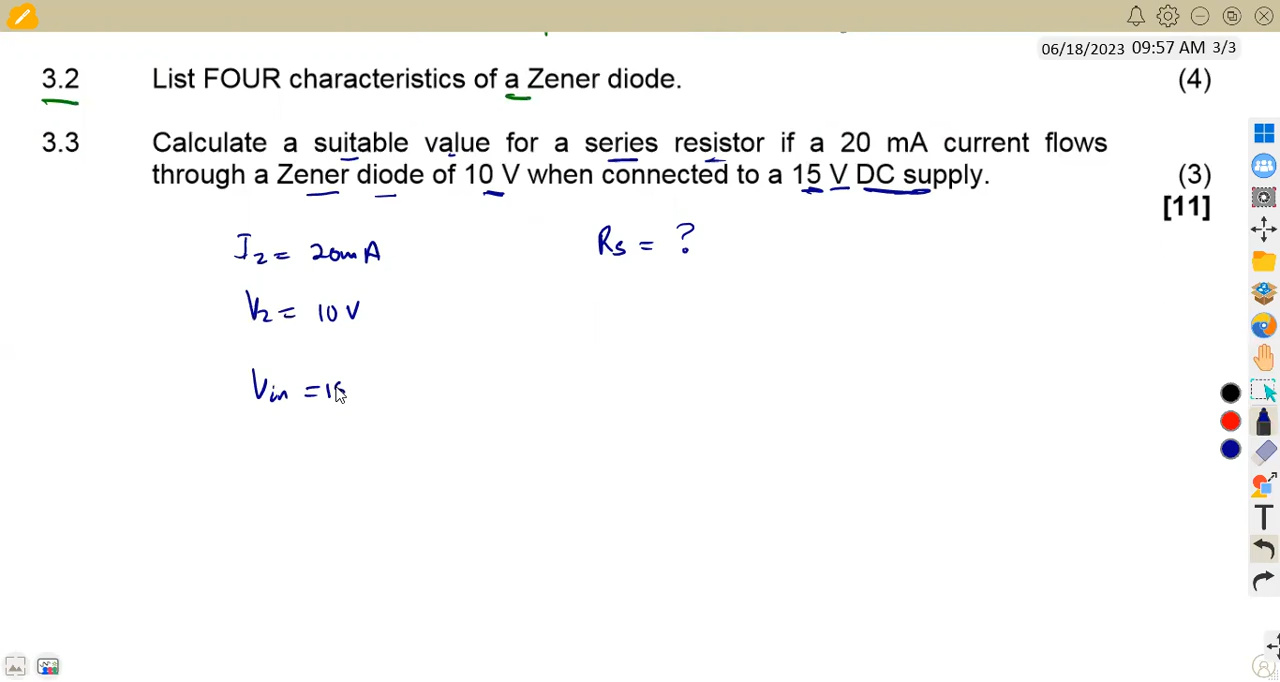 06/18/2023 09:57 AM 3/3
3.2 List FOUR characteristics of a Zener diode. (4)
3.3 Calculate a suitable value for a series resistor if a 20 mA current flows
through a Zener diode of 10 V when connected to a 15 V DC supply. (3)
[11]
Iz = 20mA Rs = ?
Vz = 10V
Vin = 15
T